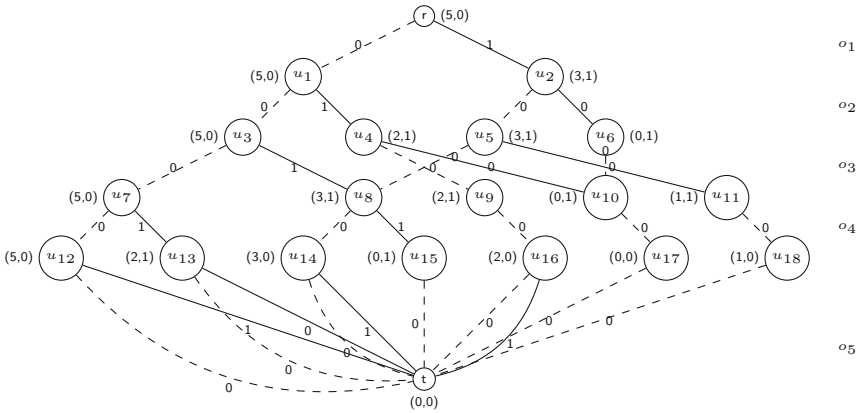 r (5,0)
0 1 o₁
(5,0) u₁ u₂ (3,1)
0 1 0 0 o₂
(5,0) u₃ u₄ (2,1) u₅ (3,1) u₆ (0,1)
0
0 1 0 0 0 o₃
(5,0) u₇ (3,1) u₈ (2,1) u₉ (0,1) u₁₀ (1,1) u₁₁
0 1 0 1 0 0 0 o₄
(5,0) u₁₂ (2,1) u₁₃ (3,0) u₁₄ (0,1) u₁₅ (2,0) u₁₆ (0,0) u₁₇ (1,0) u₁₈
1 0 1 0 0 0 0
0 1 o₅
0
0 t
(0,0)